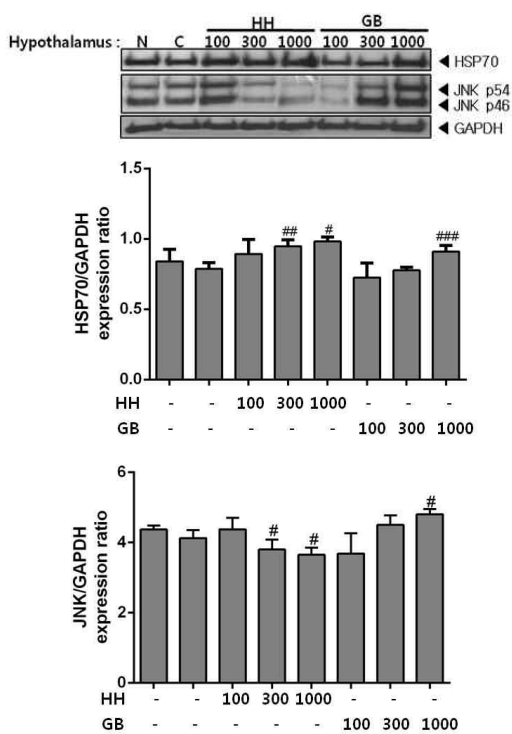 HH GB
Hypothalamus : N C 100 300 1000 100 300 1000
HSP70
JNK p54
JNK p46
GAPDH
HSP70/GAPDH
expression ratio
1.5
1.0
0.5
0.0
## # ###
HH - - 100 300 1000 - - -
GB - - - - - 100 300 1000
JNK/GAPDH
expression ratio
6
4
2
0
# # #
HH - - 100 300 1000 - - -
GB - - - - - 100 300 1000